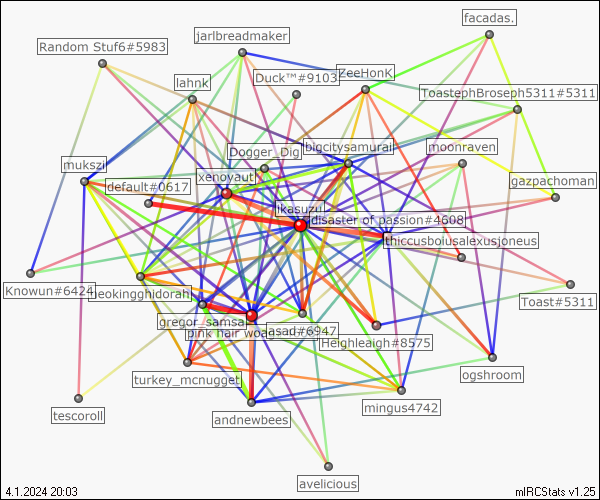 facadas.
jarlbreadmaker
Random Stuf6#5983
ZeeHonK
Duck™#9103
lahnk
ToastephBroseph5311#5311
bigcitysamurai
moonraven
Dogger_Dig
mukszi
xenoyaut
gazpachoman
default#0617
ikasuzu
disaster of passion#4608
thiccusboiusalexusjoneus
Knowun#6424
jeokingghidorah
Toast#5311
gregor_samsa
pink hair woa
asad#6947
Heighleaigh#8575
ogshroom
turkey_mcnugget
mingus4742
tescoroll
andnewbees
avelicious
4.1.2024 20:03
mIRCStats v1.25